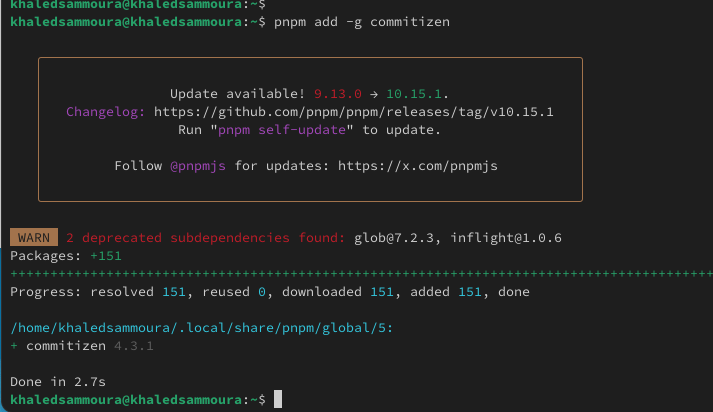 khaledsammoura@khaledsammoura:~$
khaledsammoura@khaledsammoura:~$ pnpm add -g commitizen
Update available! 9.13.0 → 10.15.1.
Changelog: https://github.com/pnpm/pnpm/releases/tag/v10.15.1
Run "pnpm self-update" to update.
Follow @pnpmjs for updates: https://x.com/pnpmjs
WARN 2 deprecated subdependencies found: glob@7.2.3, inflight@1.0.6
Packages: +151
++++++++++++++++++++++++++++++++++++++++++++++++++++++++++++++++++++++++++++++++++++++++
Progress: resolved 151, reused 0, downloaded 151, added 151, done
/home/khaledsammoura/.local/share/pnpm/global/5:
+ commitizen 4.3.1
Done in 2.7s
khaledsammoura@khaledsammoura:~$